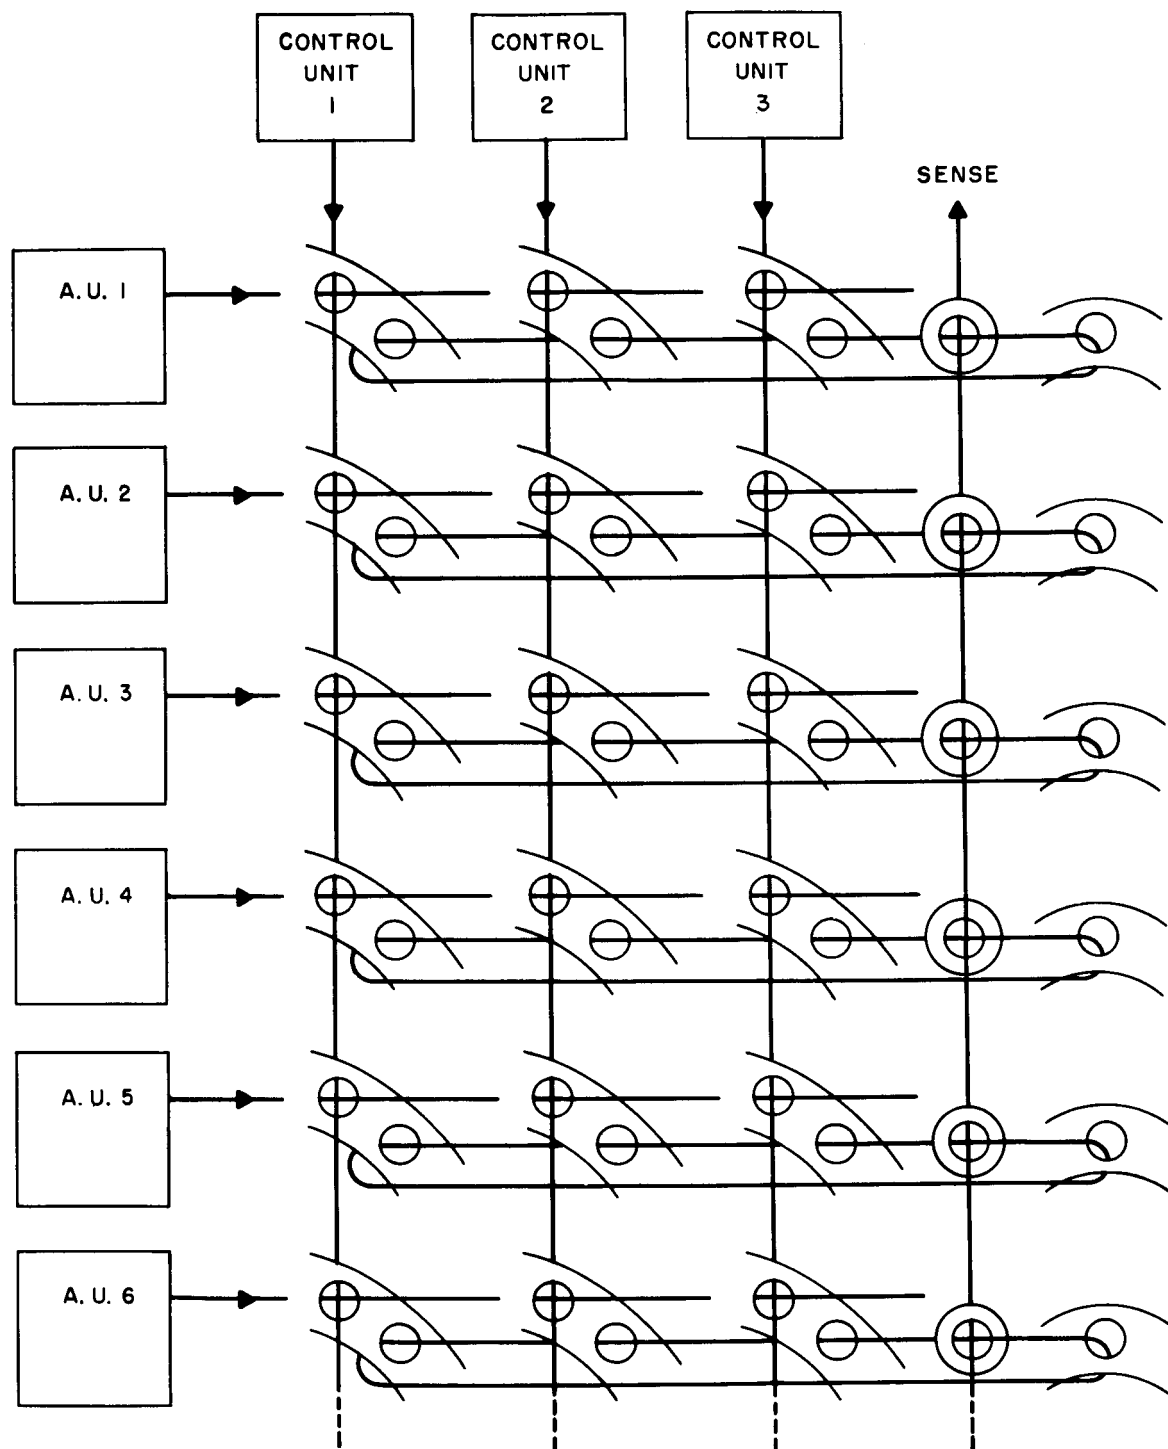 CONTROL
UNIT
1
CONTROL
UNIT
2
CONTROL
UNIT
3
SENSE
A.U. 1
A.U. 2
A.U. 3
A.U. 4
A.U. 5
A.U. 6